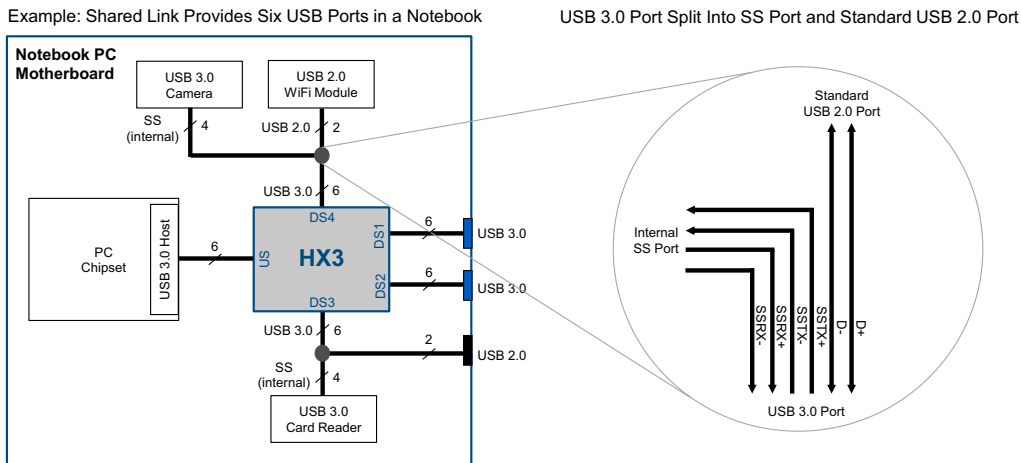 Example: Shared Link Provides Six USB Ports in a Notebook
USB 3.0 Port Split Into SS Port and Standard USB 2.0 Port
Notebook PC
Motherboard
USB 3.0
Camera
USB 2.0
WiFi Module
SS
(internal)
4
USB 2.0
2
USB 3.0
6
DS4
PC
Chipset
USB 3.0 Host
6
US
HX3
DS1
DS2
DS3
6
USB 3.0
6
USB 3.0
USB 3.0
6
2
USB 2.0
SS
(internal)
4
USB 3.0
Card Reader
Standard
USB 2.0 Port
Internal
SS Port
SSRX-
SSRX+
SSTX-
SSTX+
D-
D+
USB 3.0 Port